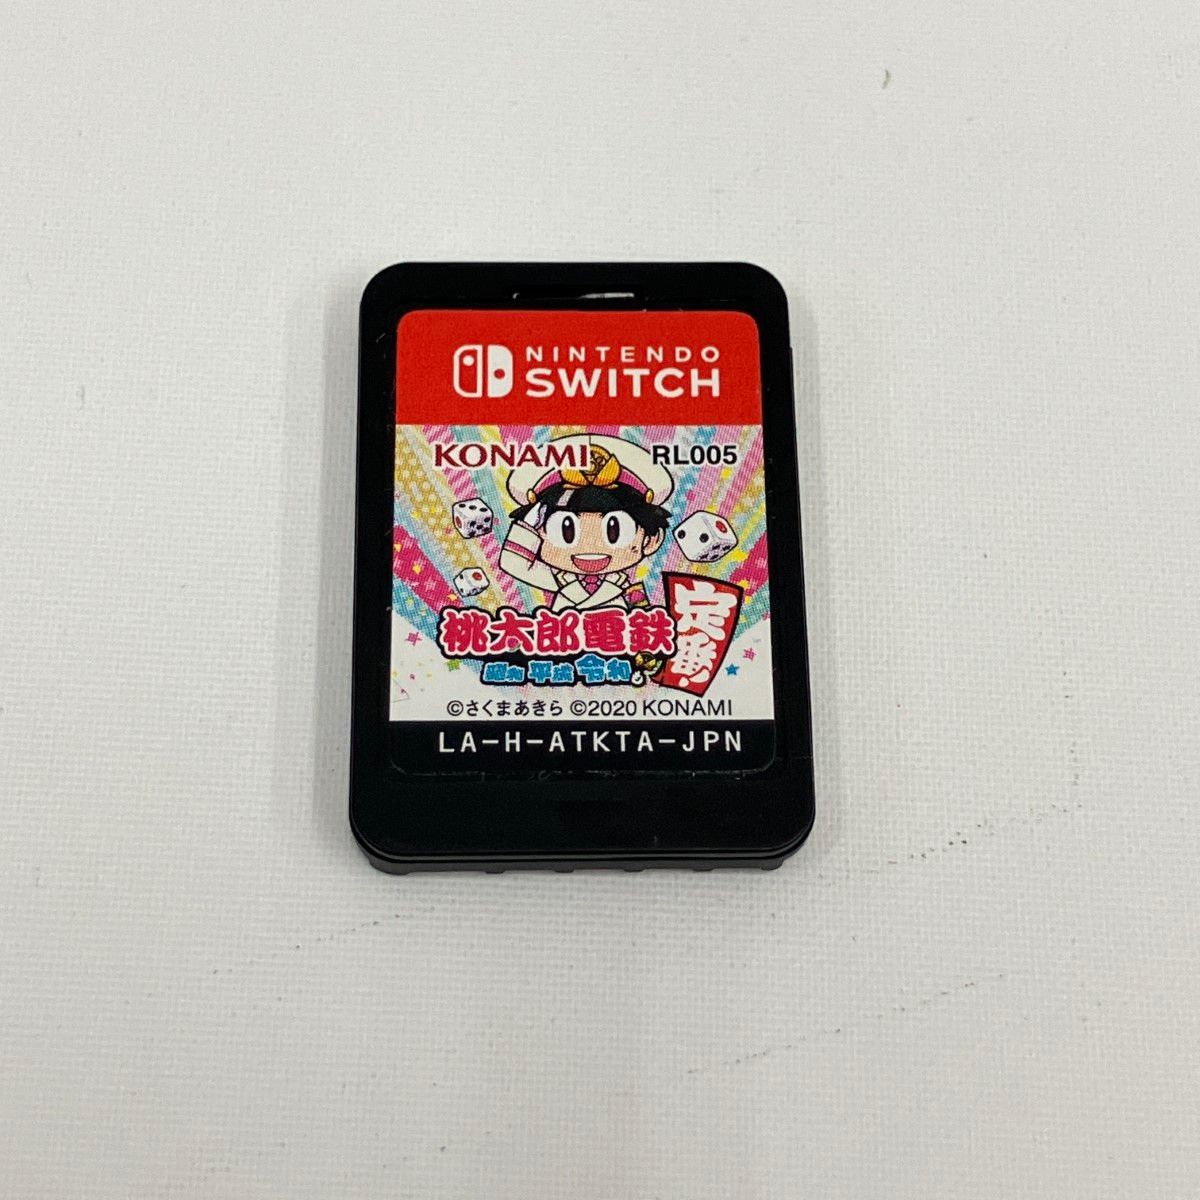 NINTENDO
SWITCH
KONAMI RL005
桃太郎電鉄
昭和 平成 令和
定番!
©さくまあきら ©2020 KONAMI
LA-H-ATKTA-JPN